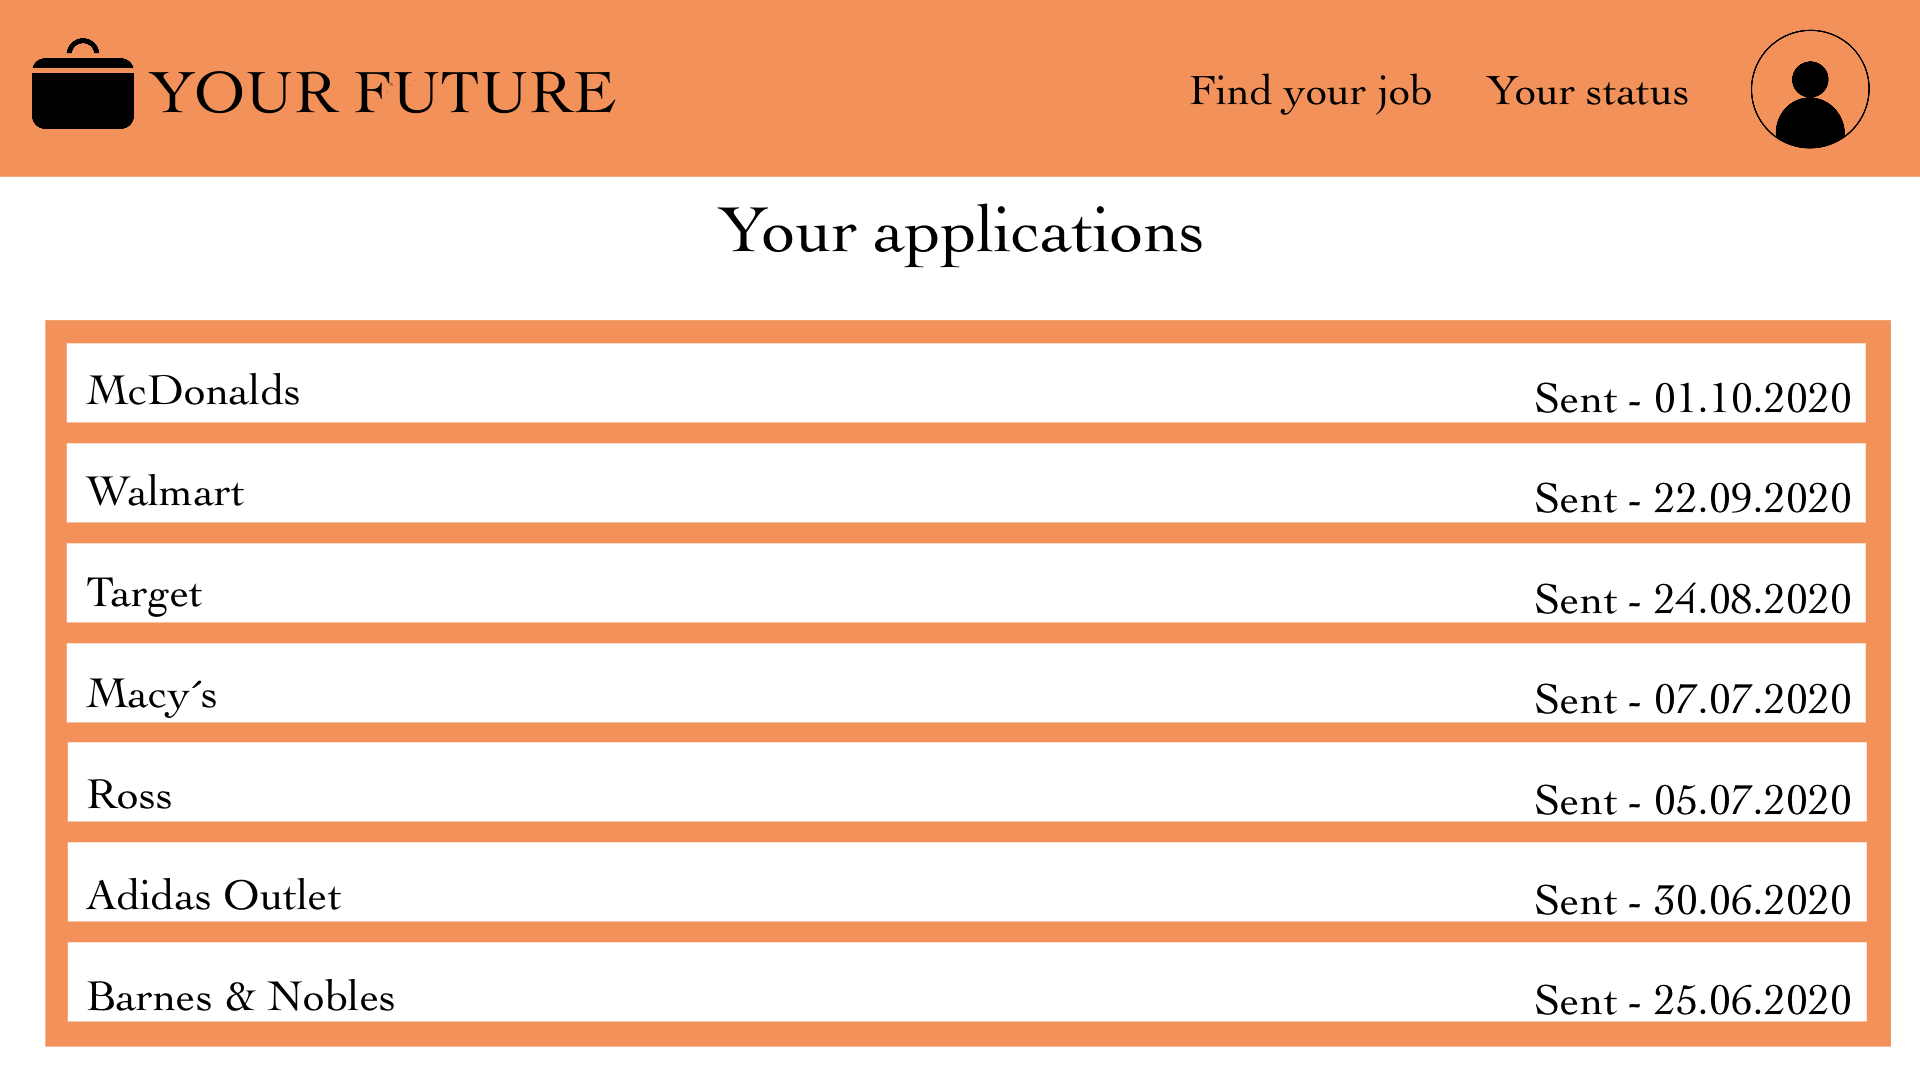 YOUR FUTURE
Find your job
Your status
Your applications
McDonalds
Sent - 01.10.2020
Walmart
Sent - 22.09.2020
Target
Sent - 24.08.2020
Macy´s
Sent - 07.07.2020
Ross
Sent - 05.07.2020
Adidas Outlet
Sent - 30.06.2020
Barnes & Nobles
Sent - 25.06.2020